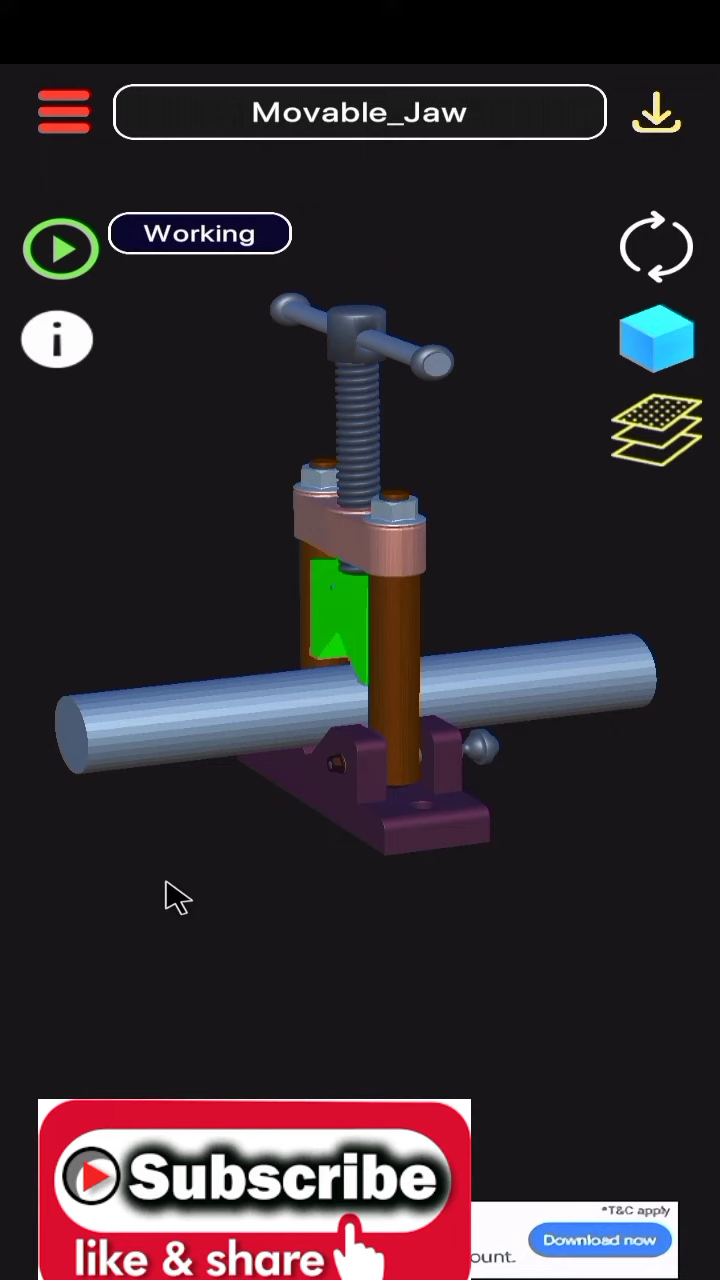 Movable_Jaw
Working
i
Subscribe
like & share
*T&C apply
ount.
Download now